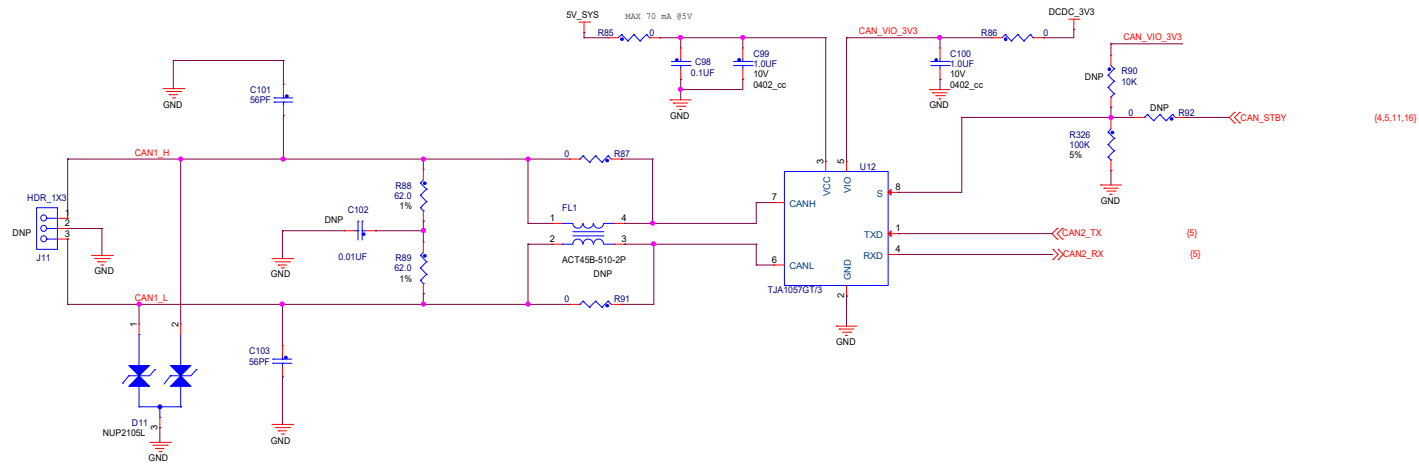 5V_SYS
MAX 70 mA @5V
DCDC_3V3
R85
0
CAN_VIO_3V3
R86
0
CAN_VIO_3V3
C98
0.1UF
C99
1.0UF
10V
0402_cc
C100
1.0UF
10V
0402_cc
DNP
R90
10K
GND
GND
GND
C101
56PF
0
DNP
R92
CAN_STBY
{4,5,11,16}
R326
100K
5%
GND
CAN1_H
0
R87
3
5
U12
VCC
VIO
HDR_1X3
1
2
3
DNP
J11
GND
R88
62.0
1%
DNP
C102
0.01UF
GND
R89
62.0
1%
FL1
1
4
2
3
ACT45B-510-2P
DNP
7
CANH
S
8
TXD
1
CAN2_TX
{5}
6
CANL
RXD
4
CAN2_RX
{5}
GND
2
TJA1057GT/3
GND
CAN1_L
0
R91
1
2
C103
56PF
GND
D11
NUP2105L
3
GND